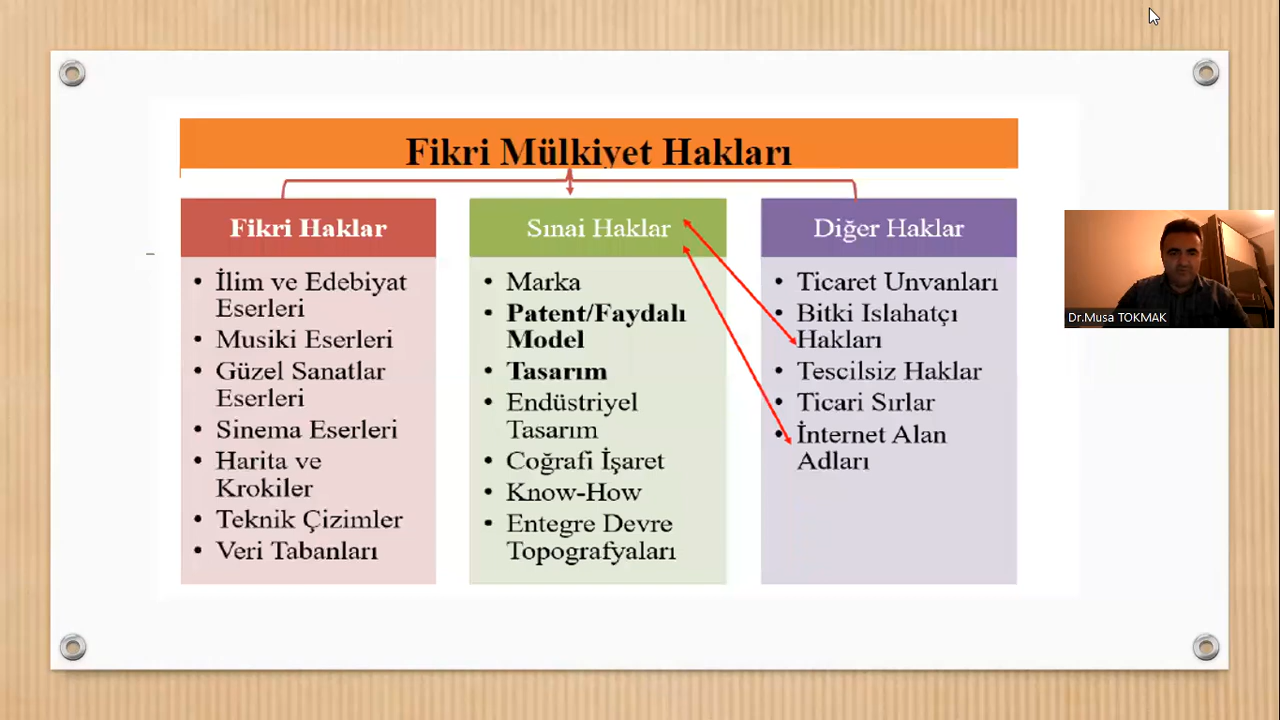 Fikri Mülkiyet Hakları
Fikri Haklar
• İlim ve Edebiyat
Eserleri
• Musiki Eserleri
• Güzel Sanatlar
Eserleri
• Sinema Eserleri
• Harita ve
Krokiler
• Teknik Çizimler
• Veri Tabanları
Sınai Haklar
• Marka
• Patent/Faydalı
Model
• Tasarım
• Endüstriyel
Tasarım
• Coğrafi İşaret
• Know-How
• Entegre Devre
Topografyaları
Diğer Haklar
• Ticaret Unvanları
• Bitki Islahatçı
Hakları
• Tescilsiz Haklar
• Ticari Sırlar
• İnternet Alan
Adları
Dr.Musa TOKMAK